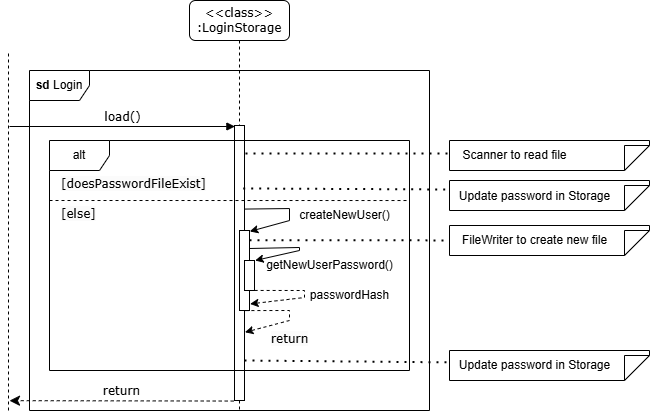 <<class>>
:LoginStorage
sd Login
load()
alt
Scanner to read file
[doesPasswordFileExist]
Update password in Storage
[else]
createNewUser()
FileWriter to create new file
getNewUserPassword()
passwordHash
return
Update password in Storage
return